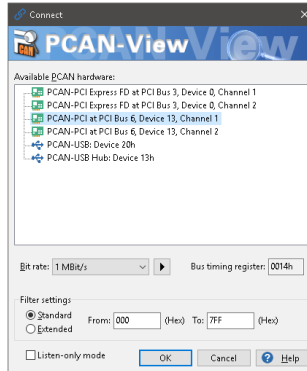 Connect
PCAN-View
Available PCAN hardware:
PCAN-PCI Express FD at PCI Bus 3, Device 0, Channel 1
PCAN-PCI Express FD at PCI Bus 3, Device 0, Channel 2
PCAN-PCI at PCI Bus 6, Device 13, Channel 1
PCAN-PCI at PCI Bus 6, Device 13, Channel 2
PCAN-USB: Device 20h
PCAN-USB Hub: Device 13h
Bit rate: 1 MBit/s Bus timing register: 0014h
Filter settings
Standard
Extended
From: 000 (Hex) To: 7FF (Hex)
Listen-only mode
OK Cancel Help